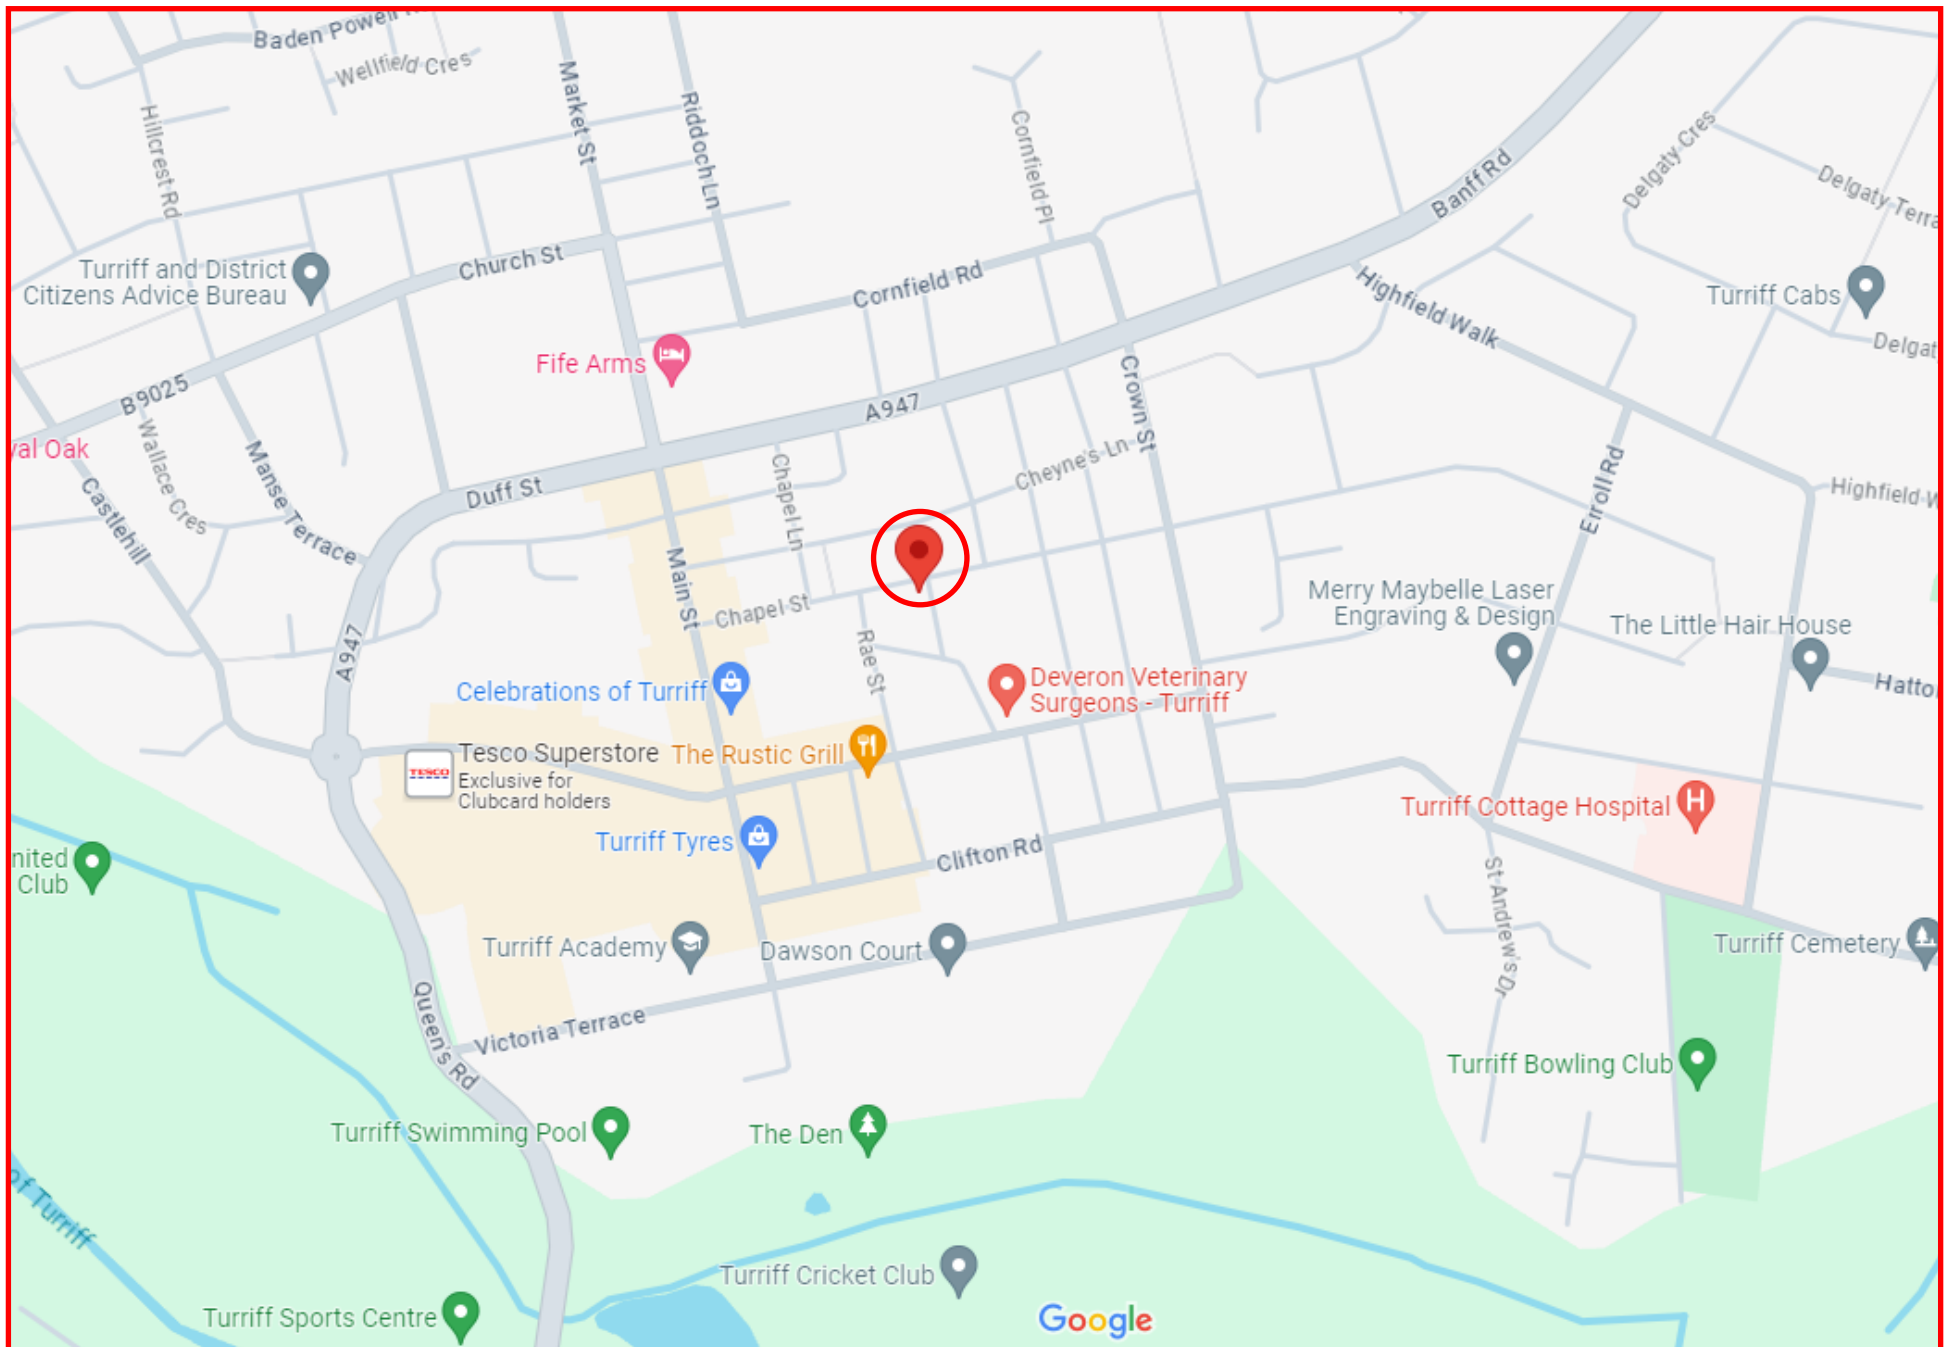 Baden Powell
Wellfield Cres
Market St
Riddoch Ln
Hillcrest Rd
Cornfield Pl
Banff Rd
Delgaty Cres
Delgaty Terra
Church St
Turriff and District
Citizens Advice Bureau
Cornfield Rd
Highfield Walk
Turriff Cabs
Delgat
Fife Arms
B9025
A947
Crown St
yal Oak
Wallace Cres
Manse Terrace
Castlehill
Duff St
Chapel Ln
Cheyne's Ln
Erroll Rd
Highfield W
Main St
Chapel St
Rae St
A947
Merry Maybelle Laser
Engraving & Design
The Little Hair House
Hatto
Celebrations of Turriff
Deveron Veterinary
Surgeons - Turriff
TESCO
Tesco Superstore
Exclusive for
Clubcard holders
The Rustic Grill
Turriff Cottage Hospital
H
Turriff Tyres
Clifton Rd
nited
Club
St Andrew's Dr
Turriff Academy
Dawson Court
Turriff Cemetery
Queen's Rd
Victoria Terrace
Turriff Bowling Club
Turriff Swimming Pool
The Den
of Turriff
Turriff Cricket Club
Turriff Sports Centre
Google